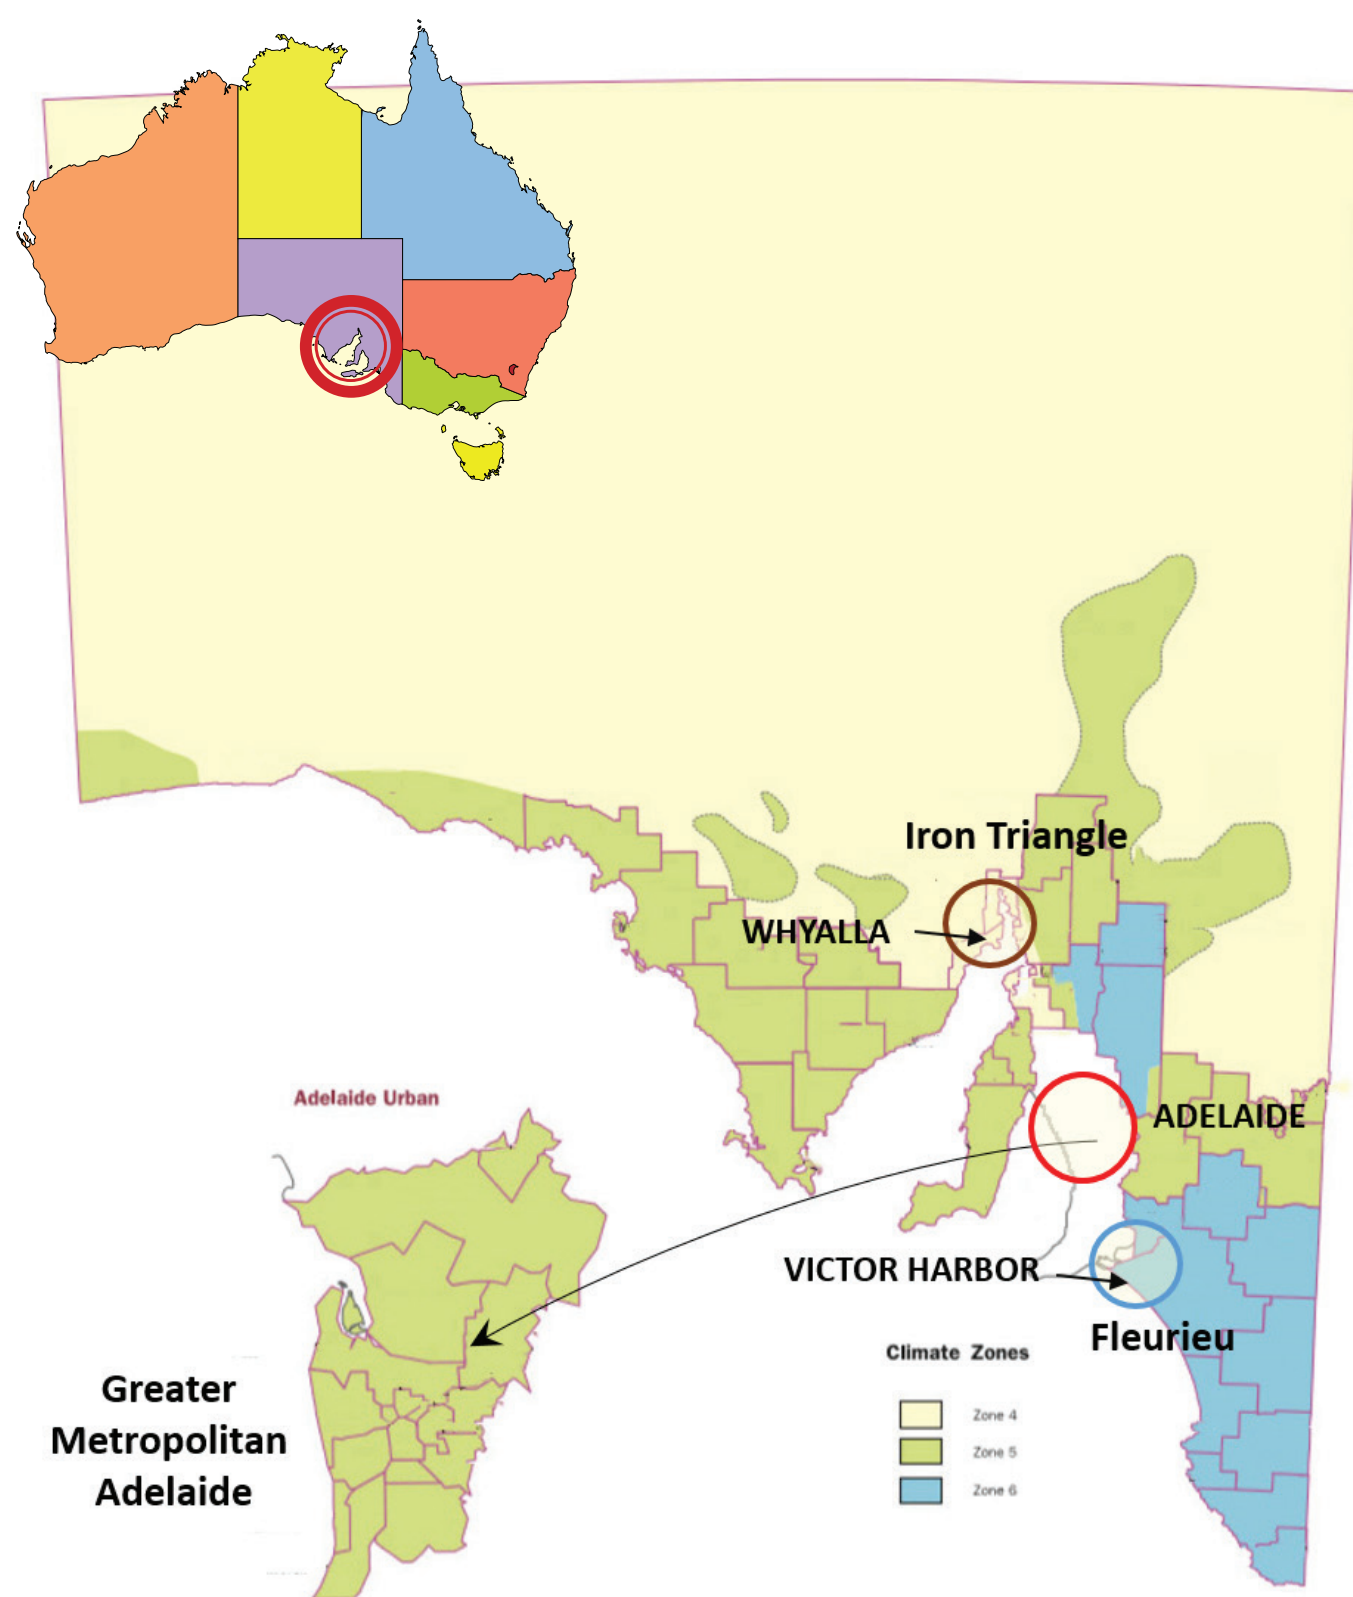 Iron Triangle
WHYALLA
Adelaide Urban
ADELAIDE
VICTOR HARBOR
Fleurieu
Greater
Metropolitan
Adelaide
Climate Zones
Zone 4
Zone 5
Zone 6